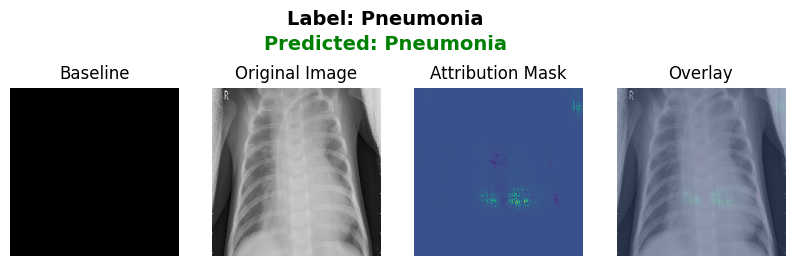 Label: Pneumonia
Predicted: Pneumonia
Baseline
Original Image
Attribution Mask
Overlay
R
R